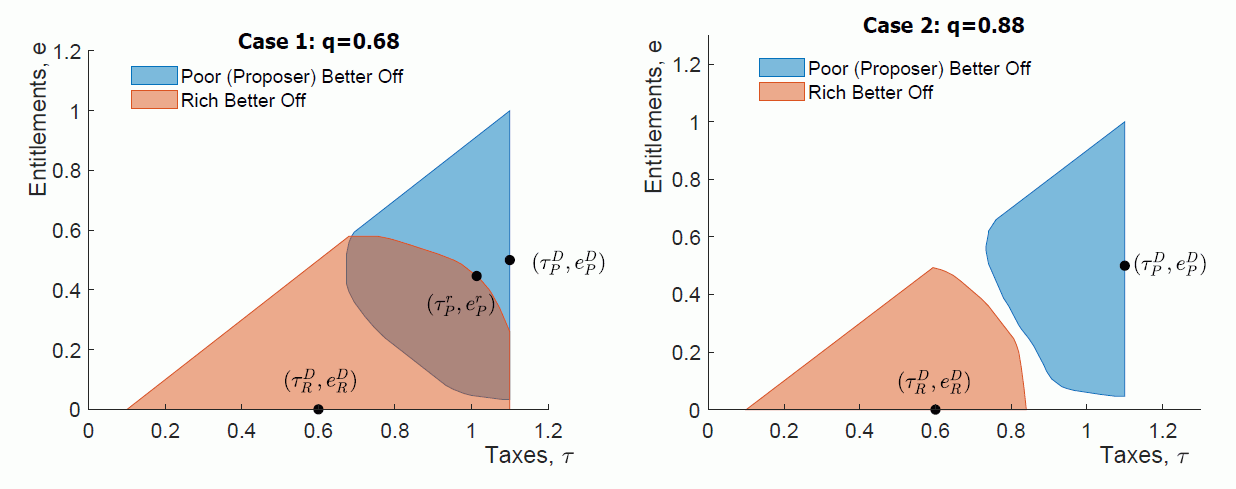 Case 1: q=0.68
Entitlements, e
1.2
1
0.8
0.6
0.4
0.2
0
Poor (Proposer) Better Off
Rich Better Off
(τ_P^D, e_P^D)
(τ_P^r, e_P^r)
(τ_R^D, e_R^D)
0 0.2 0.4 0.6 0.8 1 1.2
Taxes, τ
Case 2: q=0.88
Entitlements, e
1.2
1
0.8
0.6
0.4
0.2
0
Poor (Proposer) Better Off
Rich Better Off
(τ_P^D, e_P^D)
(τ_R^D, e_R^D)
0 0.2 0.4 0.6 0.8 1 1.2
Taxes, τ